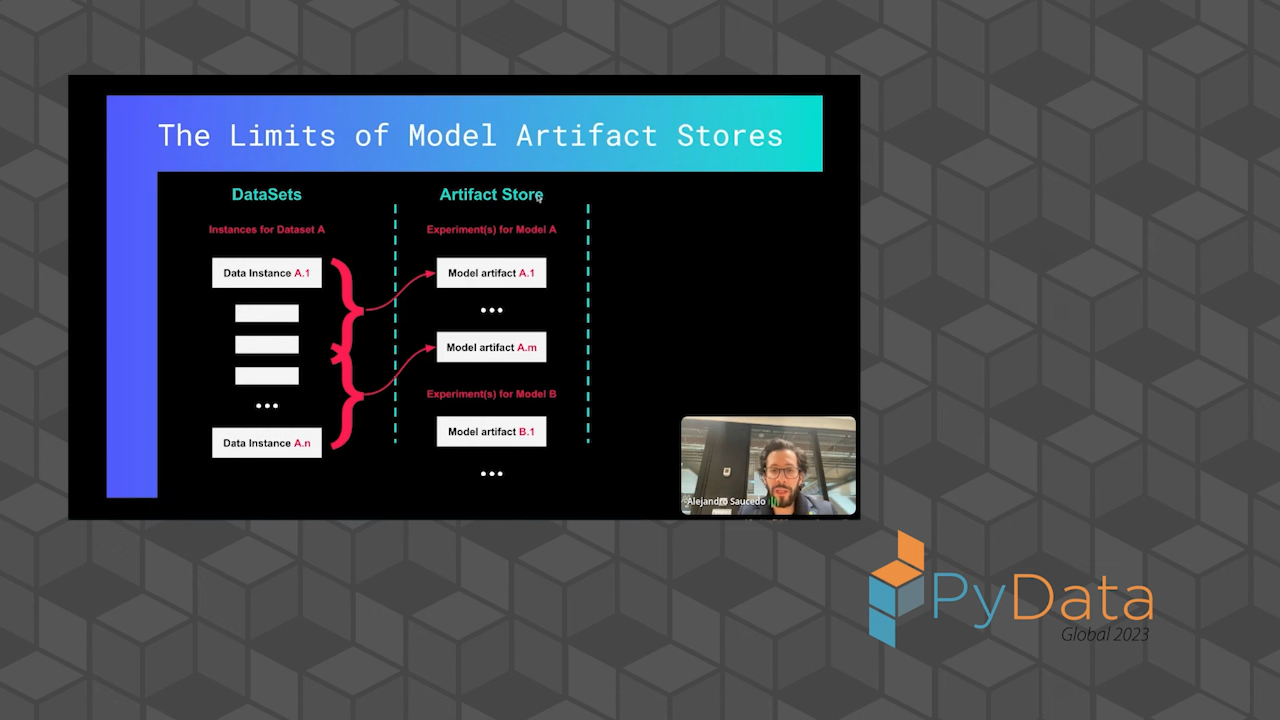 The Limits of Model Artifact Stores
DataSets
Instances for Dataset A
Data Instance A.1
...
Data Instance A.n
Artifact Store
Experiment(s) for Model A
Model artifact A.1
...
Model artifact A.m
Experiment(s) for Model B
Model artifact B.1
...
Alejandro Saucedo
PyData
Global 2023